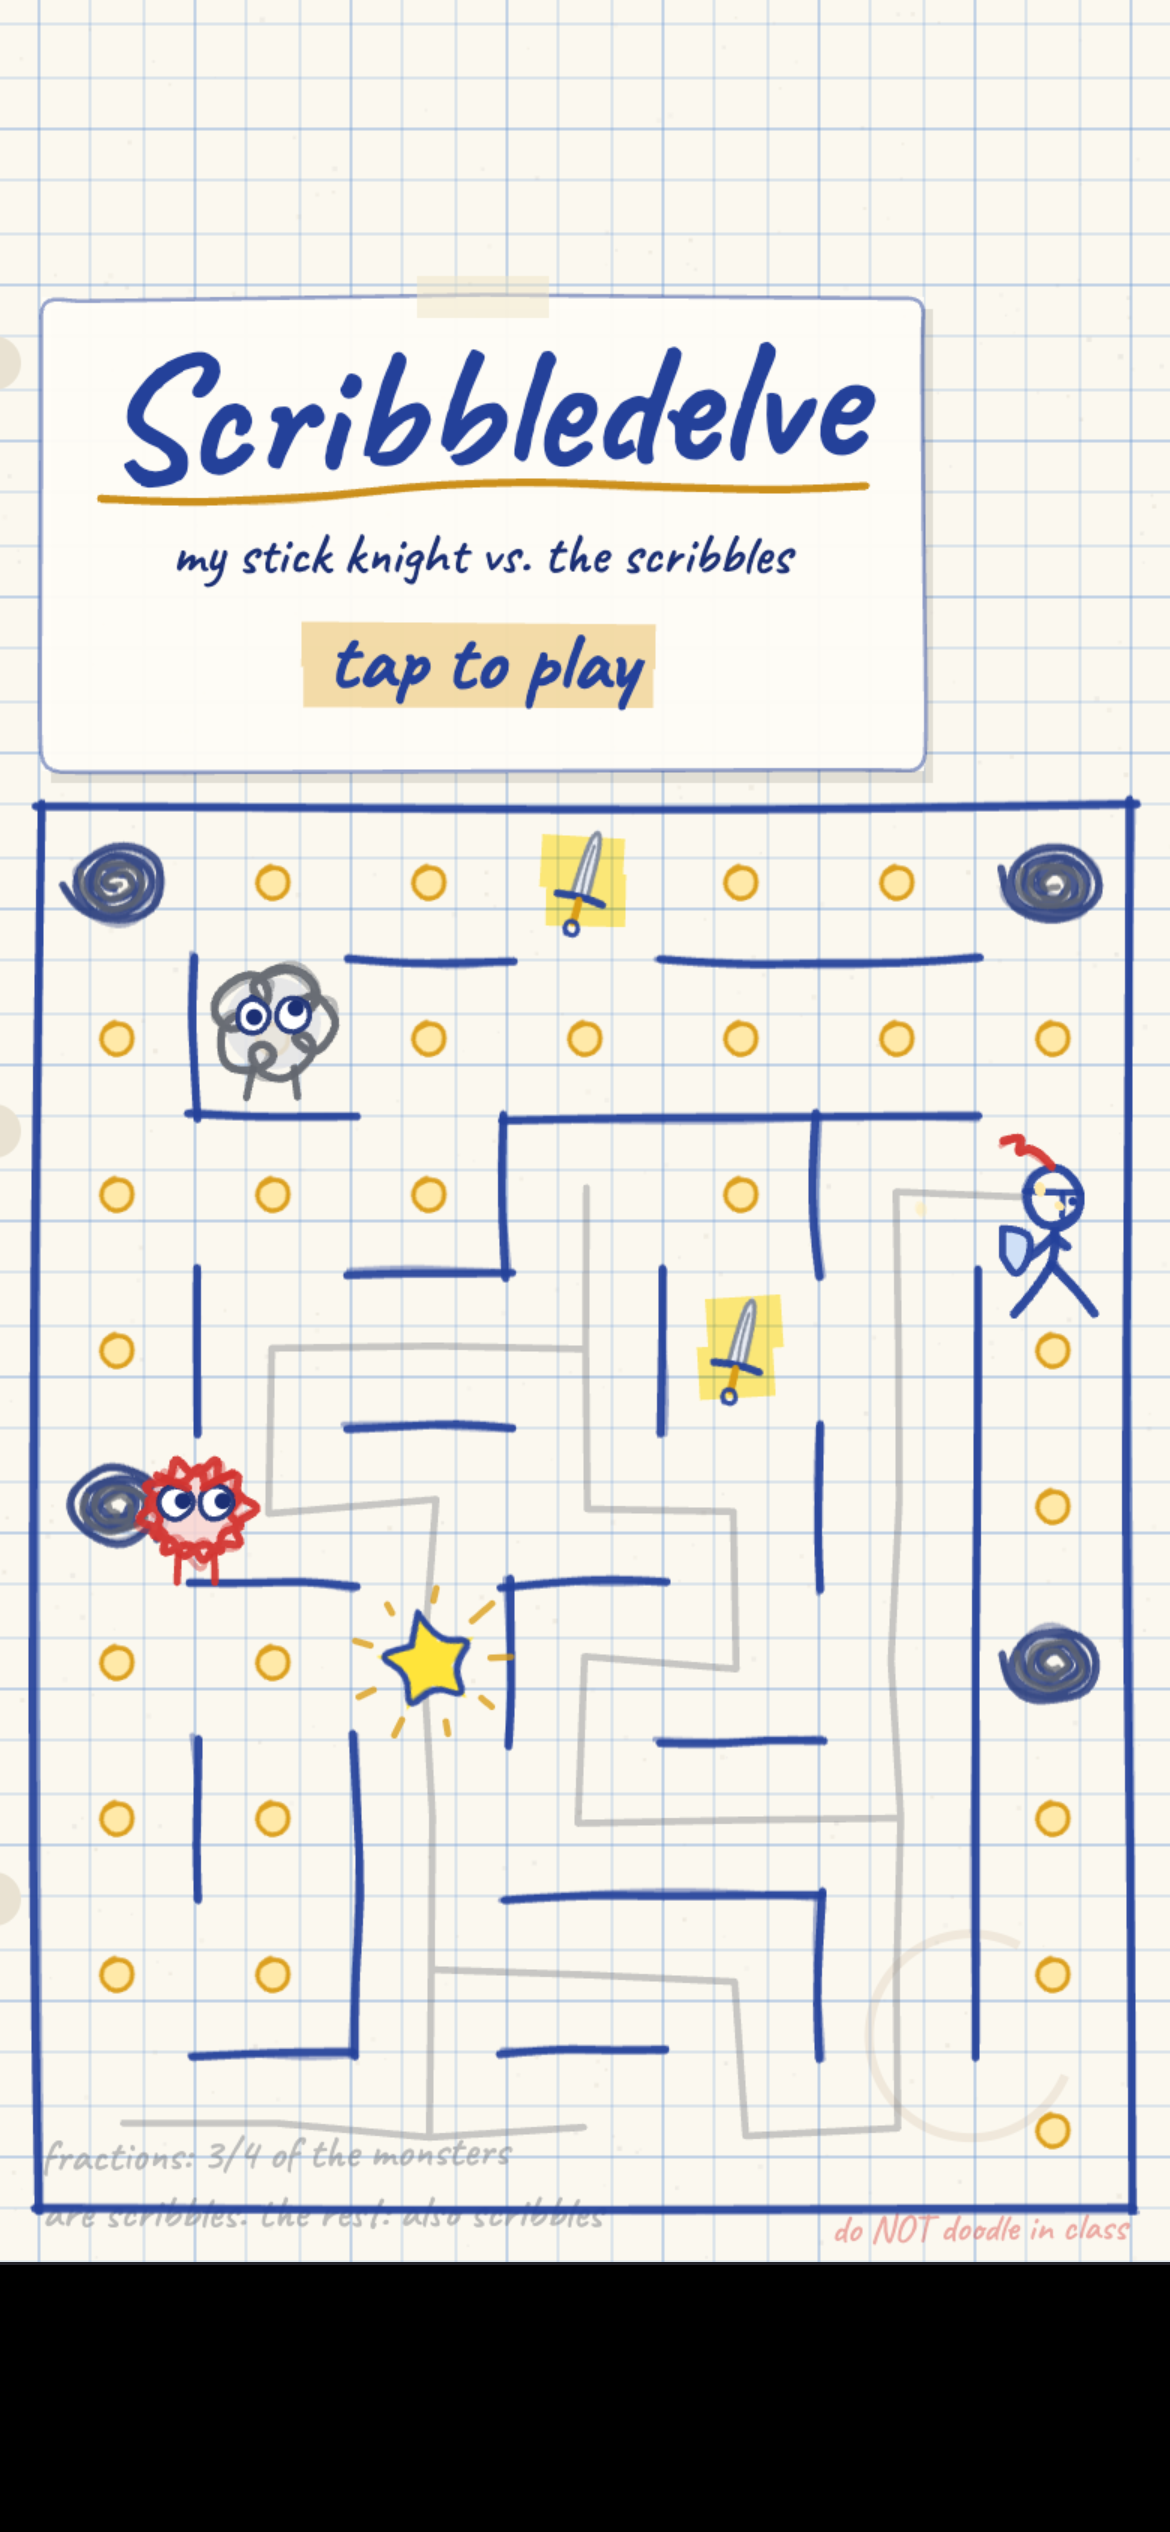 Scribbledelve
my stick knight vs. the scribbles
tap to play
fractions: 3/4 of the monsters
are scribbles. the rest: also scribbles
do NOT doodle in class